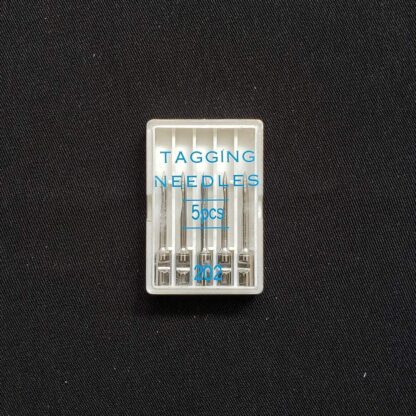 TAGGING
NEEDLES
5pcs
202